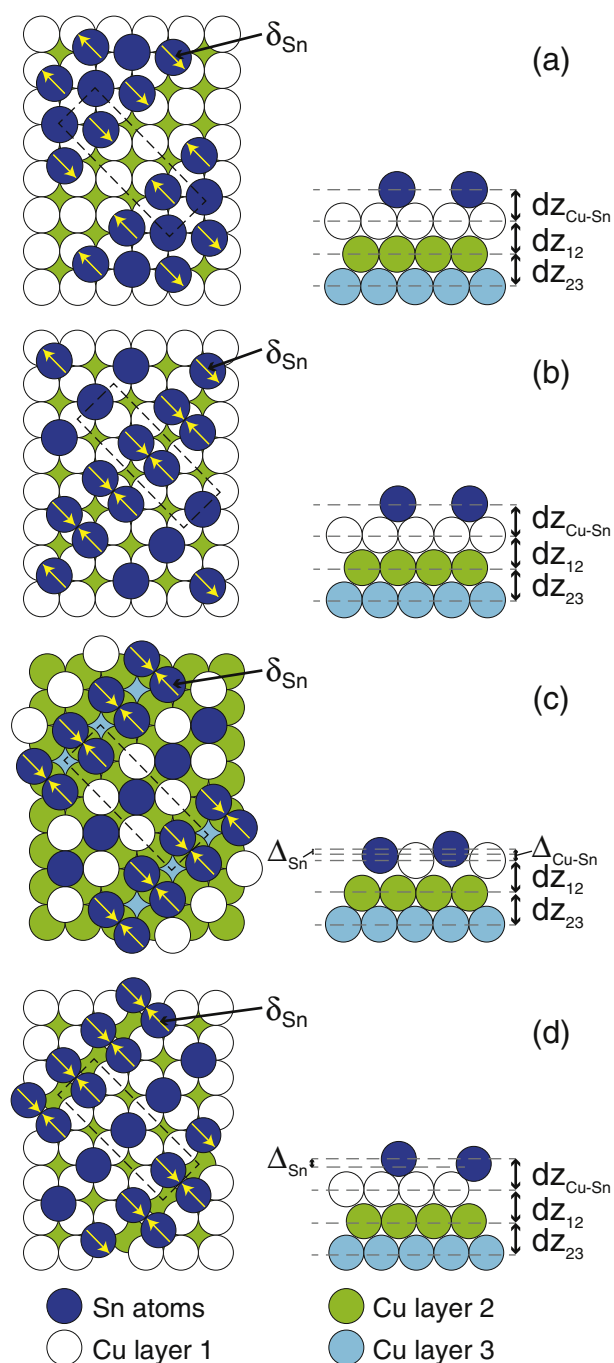 δSn
(a)
dzCu-Sn
dz12
dz23
δSn
(b)
dzCu-Sn
dz12
dz23
δSn
(c)
ΔSn
ΔCu-Sn
dz12
dz23
δSn
(d)
ΔSn
dzCu-Sn
dz12
dz23
Sn atoms
Cu layer 2
Cu layer 1
Cu layer 3